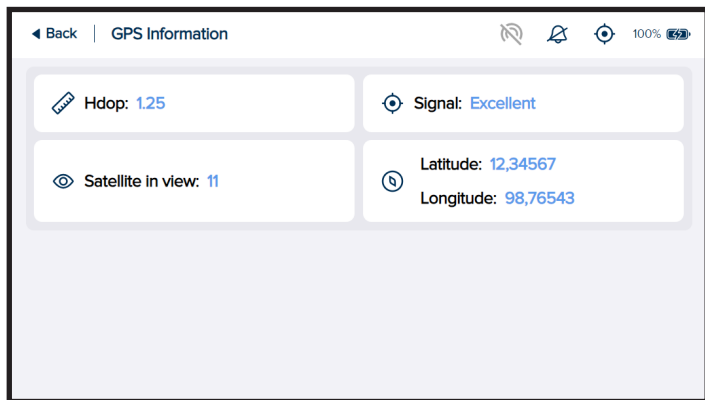 Back | GPS Information 100%
Hdop: 1.25
Signal: Excellent
Satellite in view: 11
Latitude: 12,34567
Longitude: 98,76543